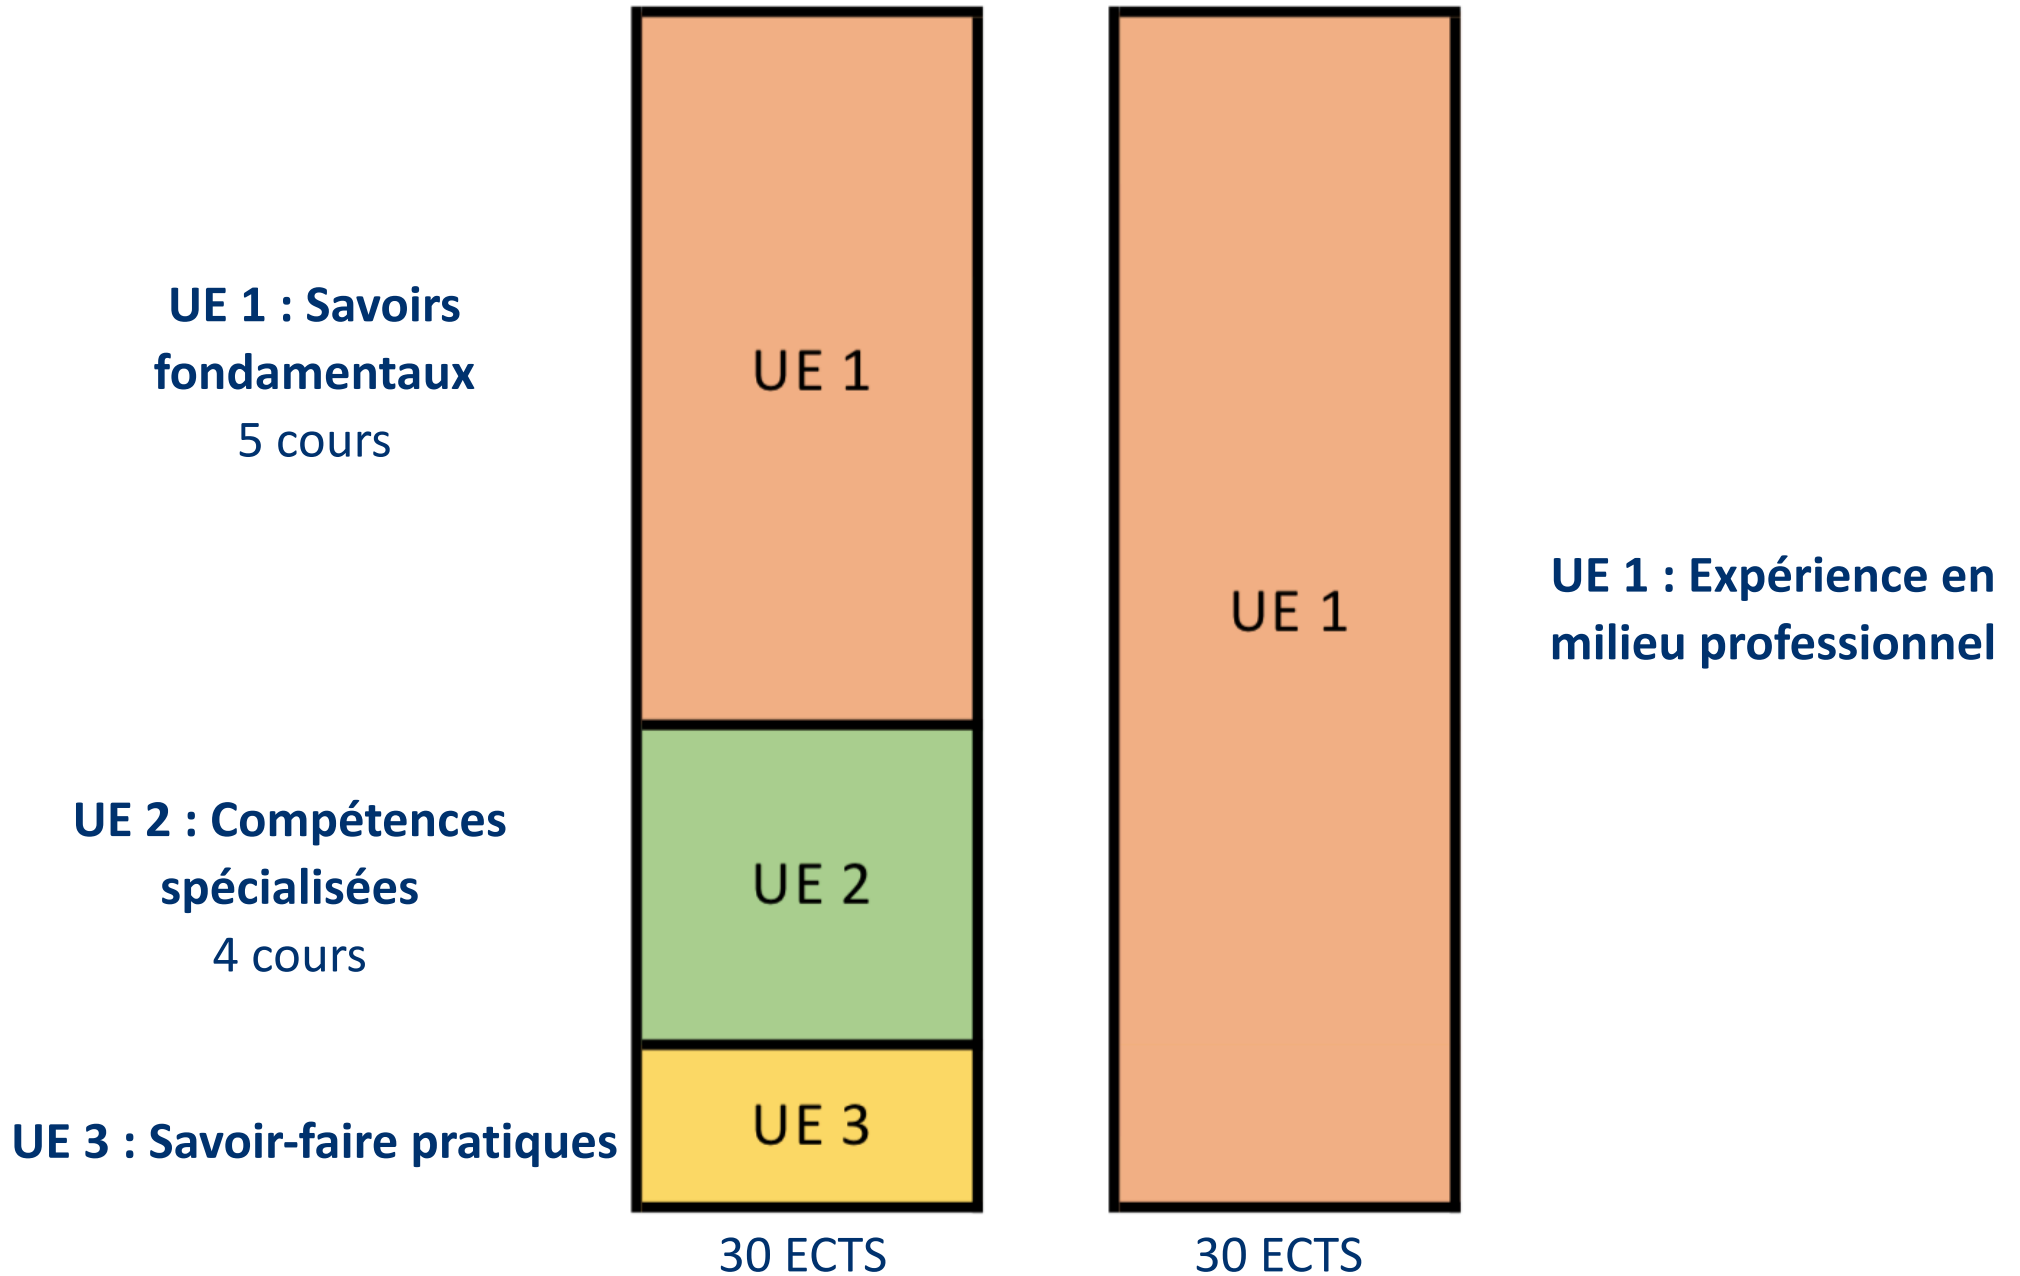 UE 1 : Savoirs
fondamentaux
5 cours
UE 1
UE 2 : Compétences
spécialisées
4 cours
UE 2
UE 3 : Savoir-faire pratiques
UE 3
30 ECTS
UE 1
UE 1 : Expérience en
milieu professionnel
30 ECTS